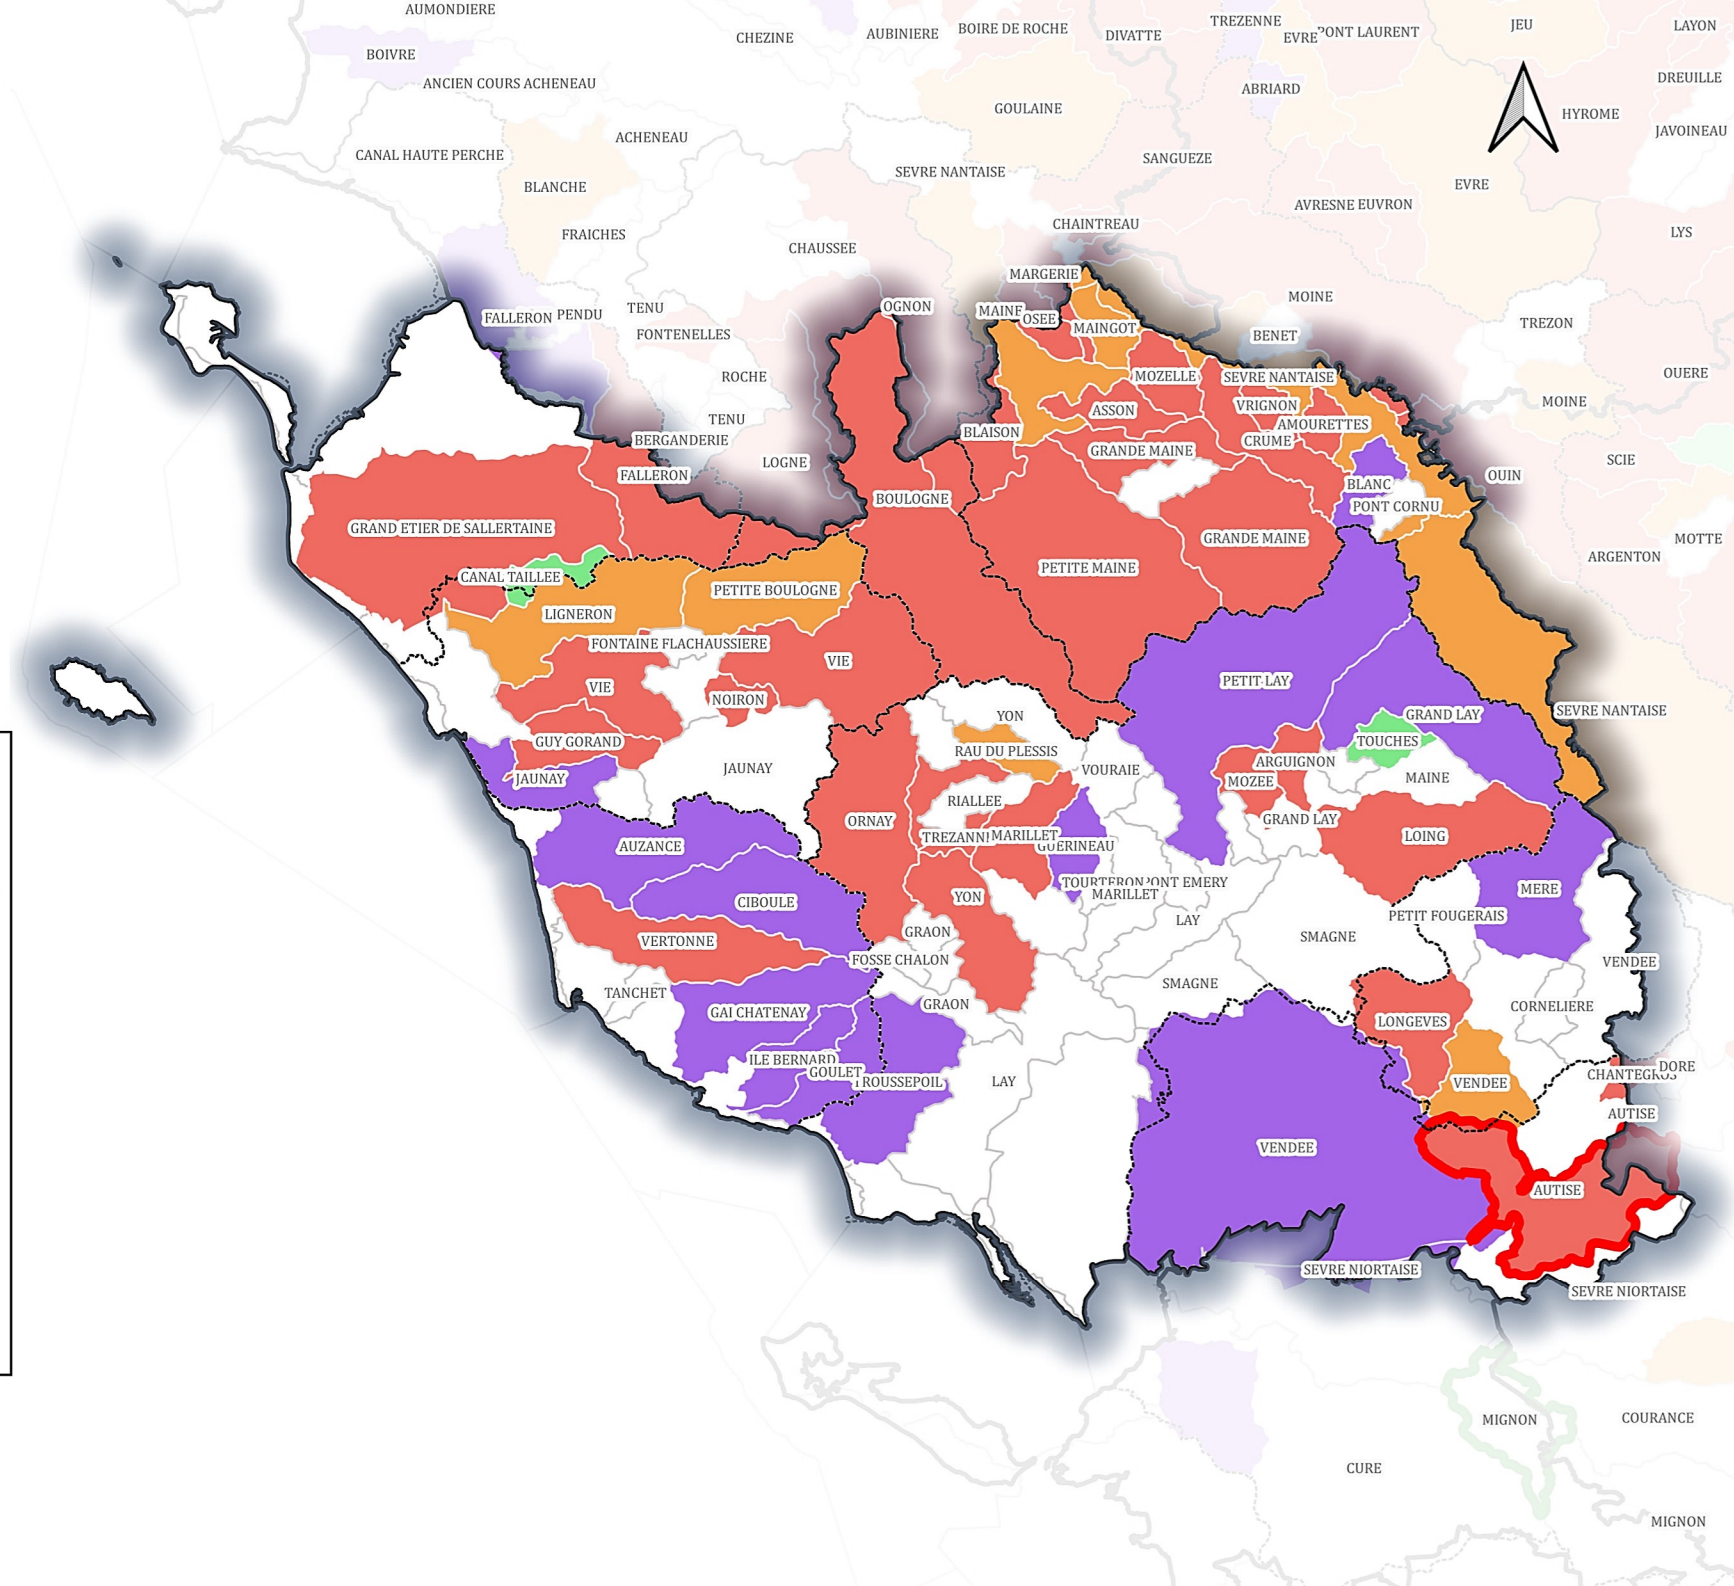 AUMONDIERE
TREZENNE
JEU
LAYON
BOIRE DE ROCHE
AUBINIERE
CHEZINE
DIVATTE
EVRE
PONT LAURENT
BOIVRE
DREUILLE
ANCIEN COURS ACHENEAU
ABRIARD
GOULAINE
HYROME
JAVOINEAU
ACHENEAU
CANAL HAUTE PERCHE
SANGUEZE
SEVRE NANTAISE
BLANCHE
EVRE
AVRESNE EUVRON
CHAINTREAU
FRAICHES
LYS
CHAUSSEE
MARGERIE
MOINE
OGNON
TENU
MAINE
FALLERON
PENDU
OSEE
MAINGOT
TREZON
FONTENELLES
BENET
OUERE
ROCHE
MOZELLE
SEVRE NANTAISE
MOINE
VRIGNON
ASSON
TENU
AMOURETTES
BLAISON
BERGANDERIE
CRUME
GRANDE MAINE
LOGNE
SCIE
FALLERON
OUIN
BLANC
BOULOGNE
PONT CORNU
GRAND ETIER DE SALLERTAINE
GRANDE MAINE
MOTTE
ARGENTON
PETITE MAINE
CANAL TAILLEE
PETITE BOULOGNE
LIGNERON
FONTAINE FLACHAUSSIERE
VIE
PETIT LAY
VIE
NOIRON
SEVRE NANTAISE
GRAND LAY
YON
GUY GORAND
TOUCHES
RAU DU PLESSIS
ARGUIGNON
JAUNAY
VOURAIE
JAUNAY
MAINE
MOZEE
RIALLEE
GRAND LAY
ORNAY
MARILLET
LOING
AUZANCE
GUERINEAU
MERE
YON
CIBOULE
MARILLET
PETIT FOUGERAIS
LAY
GRAON
SMAGNE
VERTONNE
FOSSE CHALON
VENDEE
SMAGNE
TANCHET
GRAON
CORNELIERE
GAI CHATENAY
LONGEVES
ILE BERNARD
DORE
GOULET
LAY
VENDEE
AUTISE
VENDEE
AUTISE
SEVRE NIORTAISE
SEVRE NIORTAISE
MIGNON
COURANCE
CURE
MIGNON